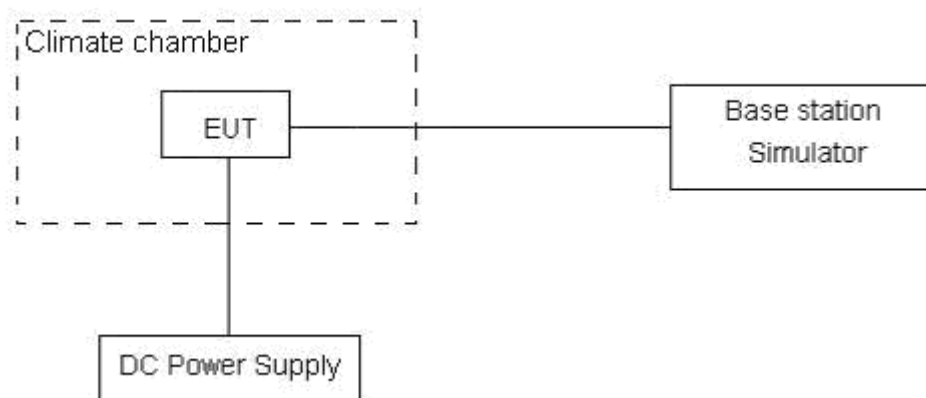 Climate chamber
EUT
Base station
Simulator
DC Power Supply